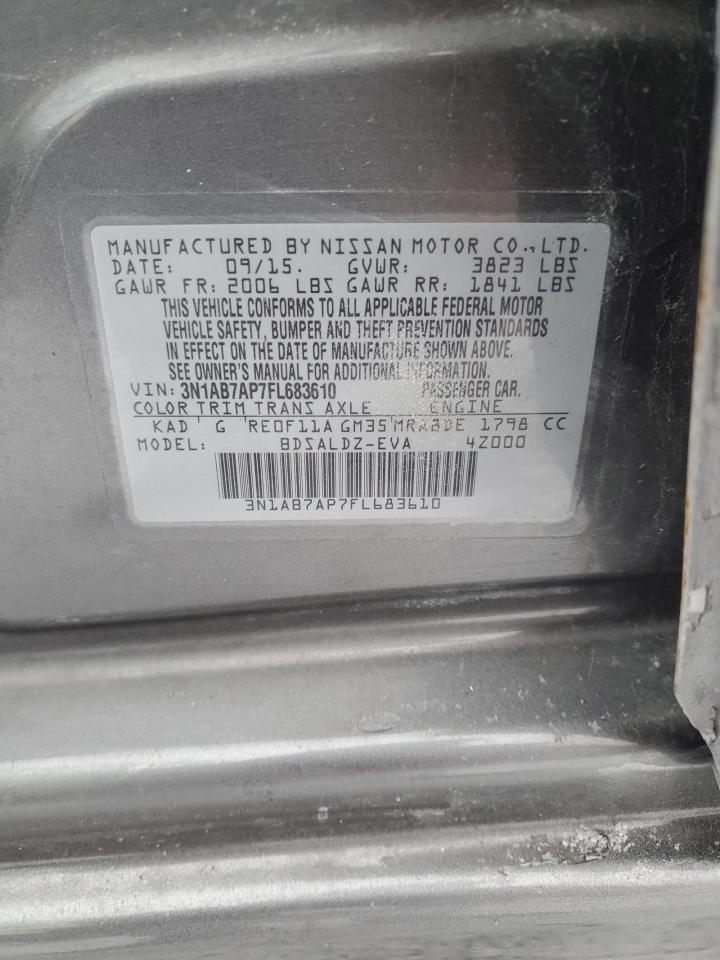 MANUFACTURED BY NISSAN MOTOR CO., LTD.
DATE: 09/15. GVWR: 3823 LBS
GAWR FR: 2006 LBS GAWR RR: 1841 LBS
THIS VEHICLE CONFORMS TO ALL APPLICABLE FEDERAL MOTOR
VEHICLE SAFETY, BUMPER AND THEFT PREVENTION STANDARDS
IN EFFECT ON THE DATE OF MANUFACTURE SHOWN ABOVE.
SEE OWNER'S MANUAL FOR ADDITIONAL INFORMATION.
VIN: 3N1AB7AP7FL683610 PASSENGER CAR.
COLOR TRIM TRANS AXLE ENGINE
KAD G RE0F11A GM35 MRA8DE 1798 CC
MODEL: BDSALDZ-EVA 4Z000
3N1AB7AP7FL683610